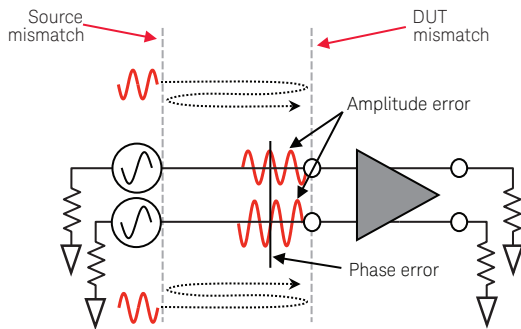 Source
mismatch
DUT
mismatch
Amplitude error
Phase error